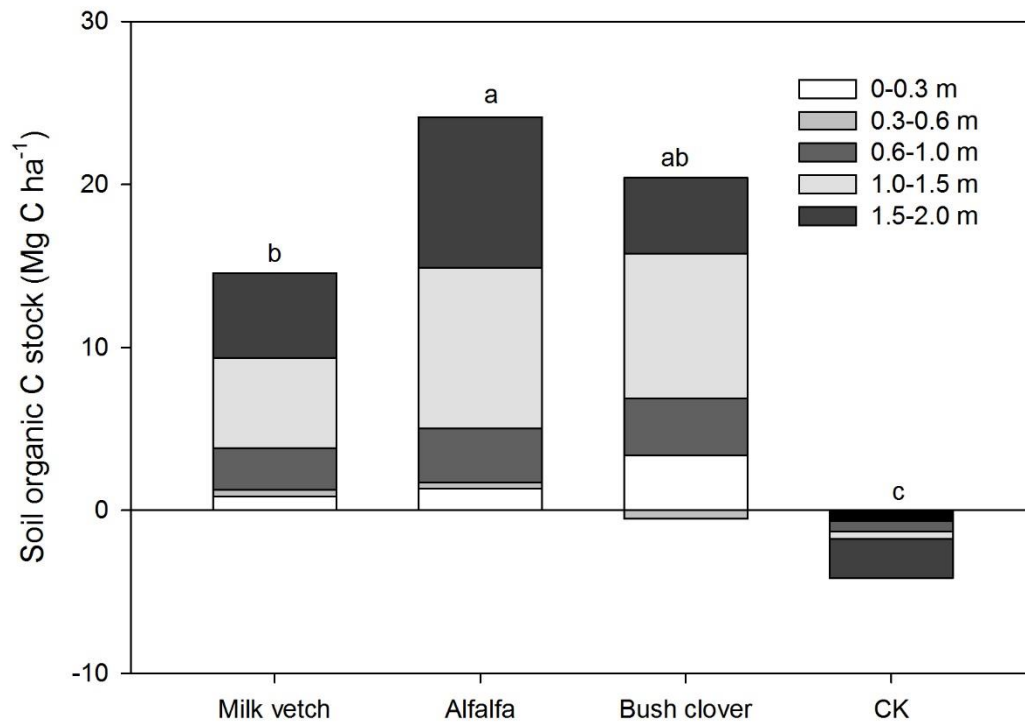 30
20
10
0
-10
Soil organic C stock (Mg C ha⁻¹)
b
a
ab
c
0-0.3 m
0.3-0.6 m
0.6-1.0 m
1.0-1.5 m
1.5-2.0 m
Milk vetch
Alfalfa
Bush clover
CK